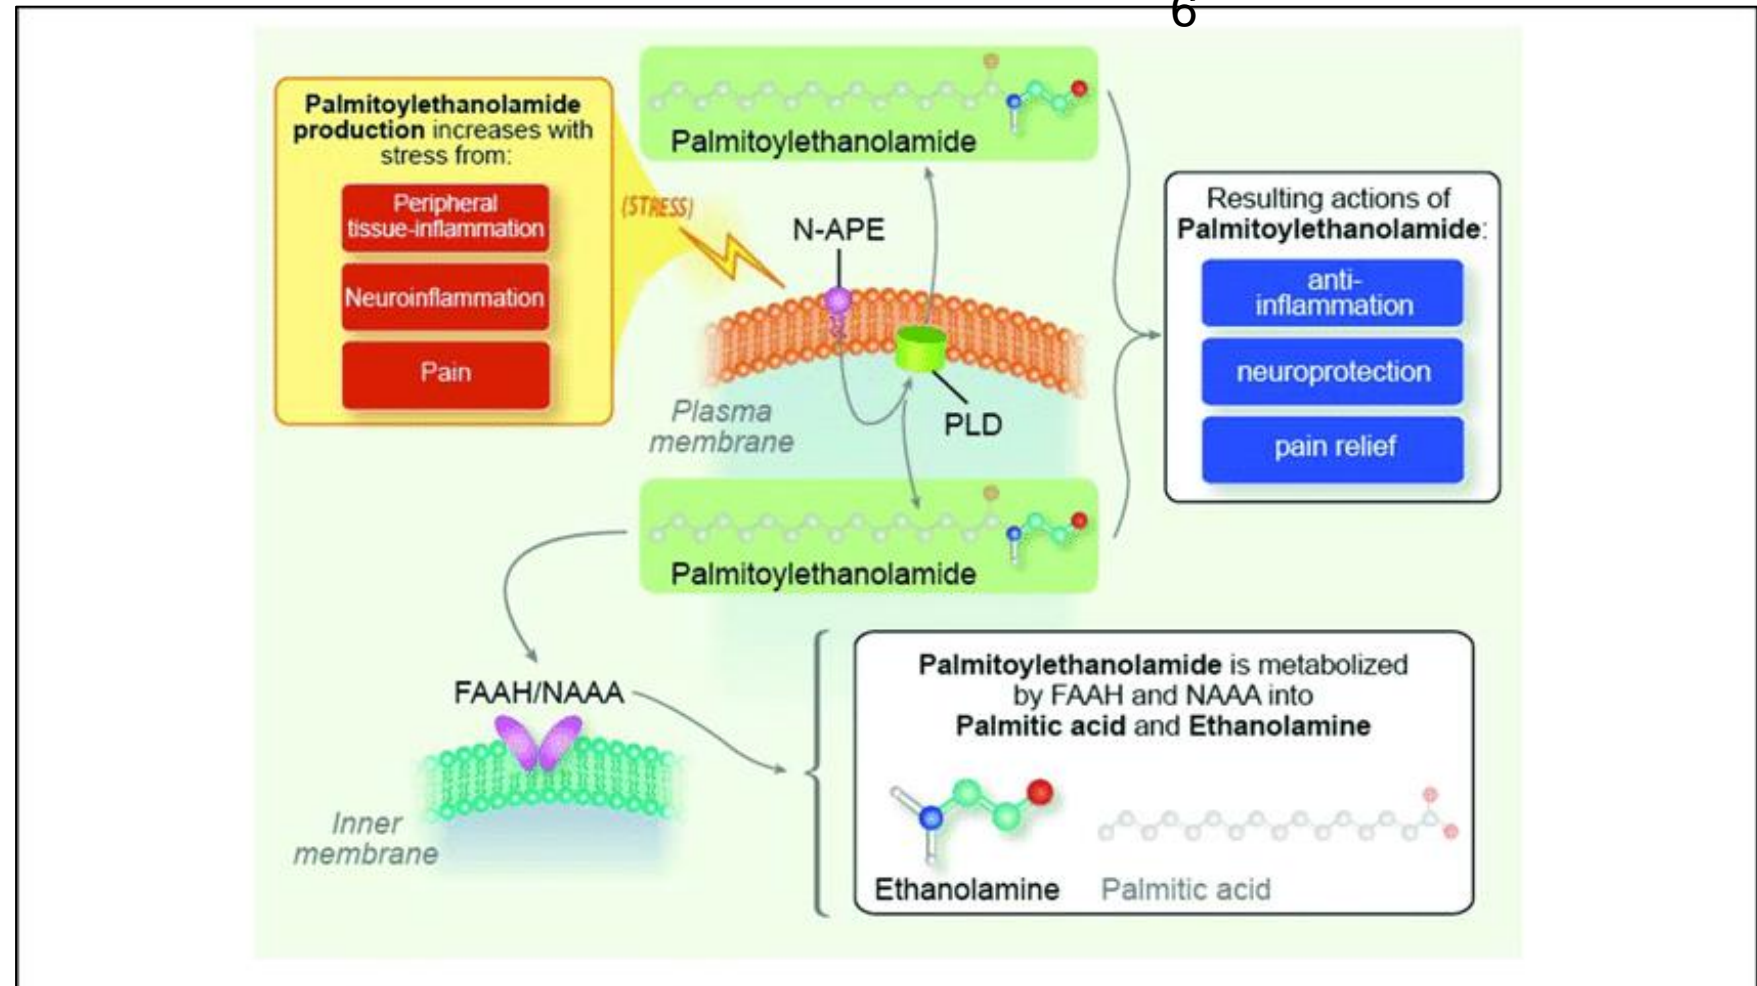 6
Palmitoylethanolamide
production increases with
stress from:
Peripheral
tissue-inflammation
Neuroinflammation
Pain
(STRESS)
Palmitoylethanolamide
N-APE
PLD
Plasma
membrane
Palmitoylethanolamide
Resulting actions of
Palmitoylethanolamide:
anti-
inflammation
neuroprotection
pain relief
FAAH/NAAA
Inner
membrane
Palmitoylethanolamide is metabolized
by FAAH and NAAA into
Palmitic acid and Ethanolamine
Ethanolamine
Palmitic acid